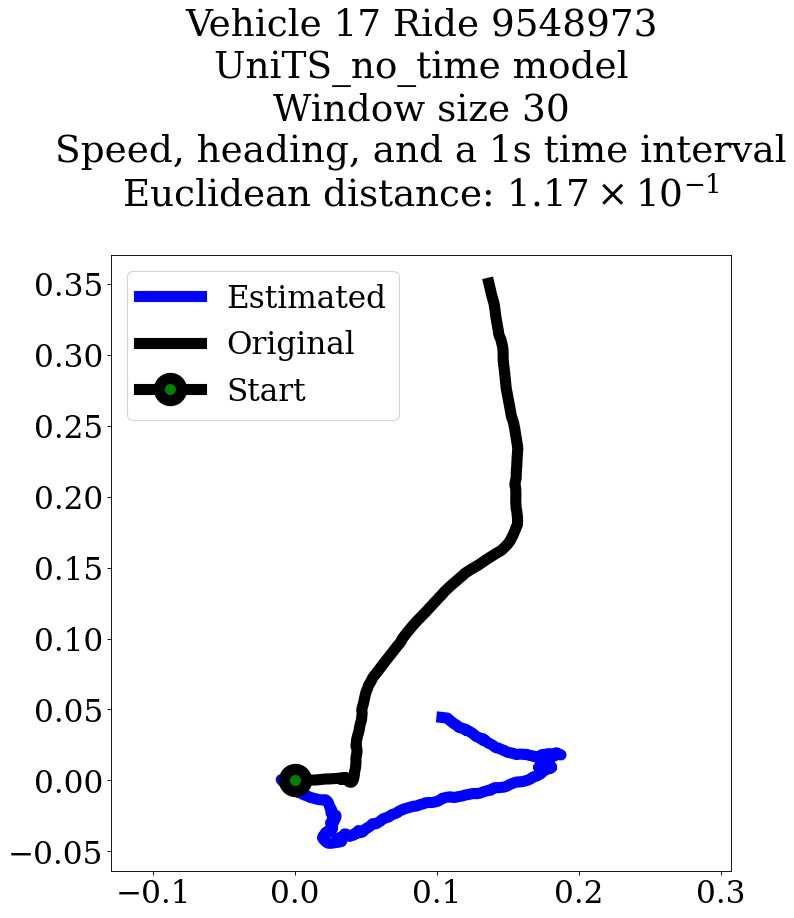 Vehicle 17 Ride 9548973
UniTS_no_time model
Window size 30
Speed, heading, and a 1s time interval
Euclidean distance: 1.17 × 10⁻¹
Estimated
Original
Start
0.35
0.30
0.25
0.20
0.15
0.10
0.05
0.00
−0.05
−0.1
0.0
0.1
0.2
0.3